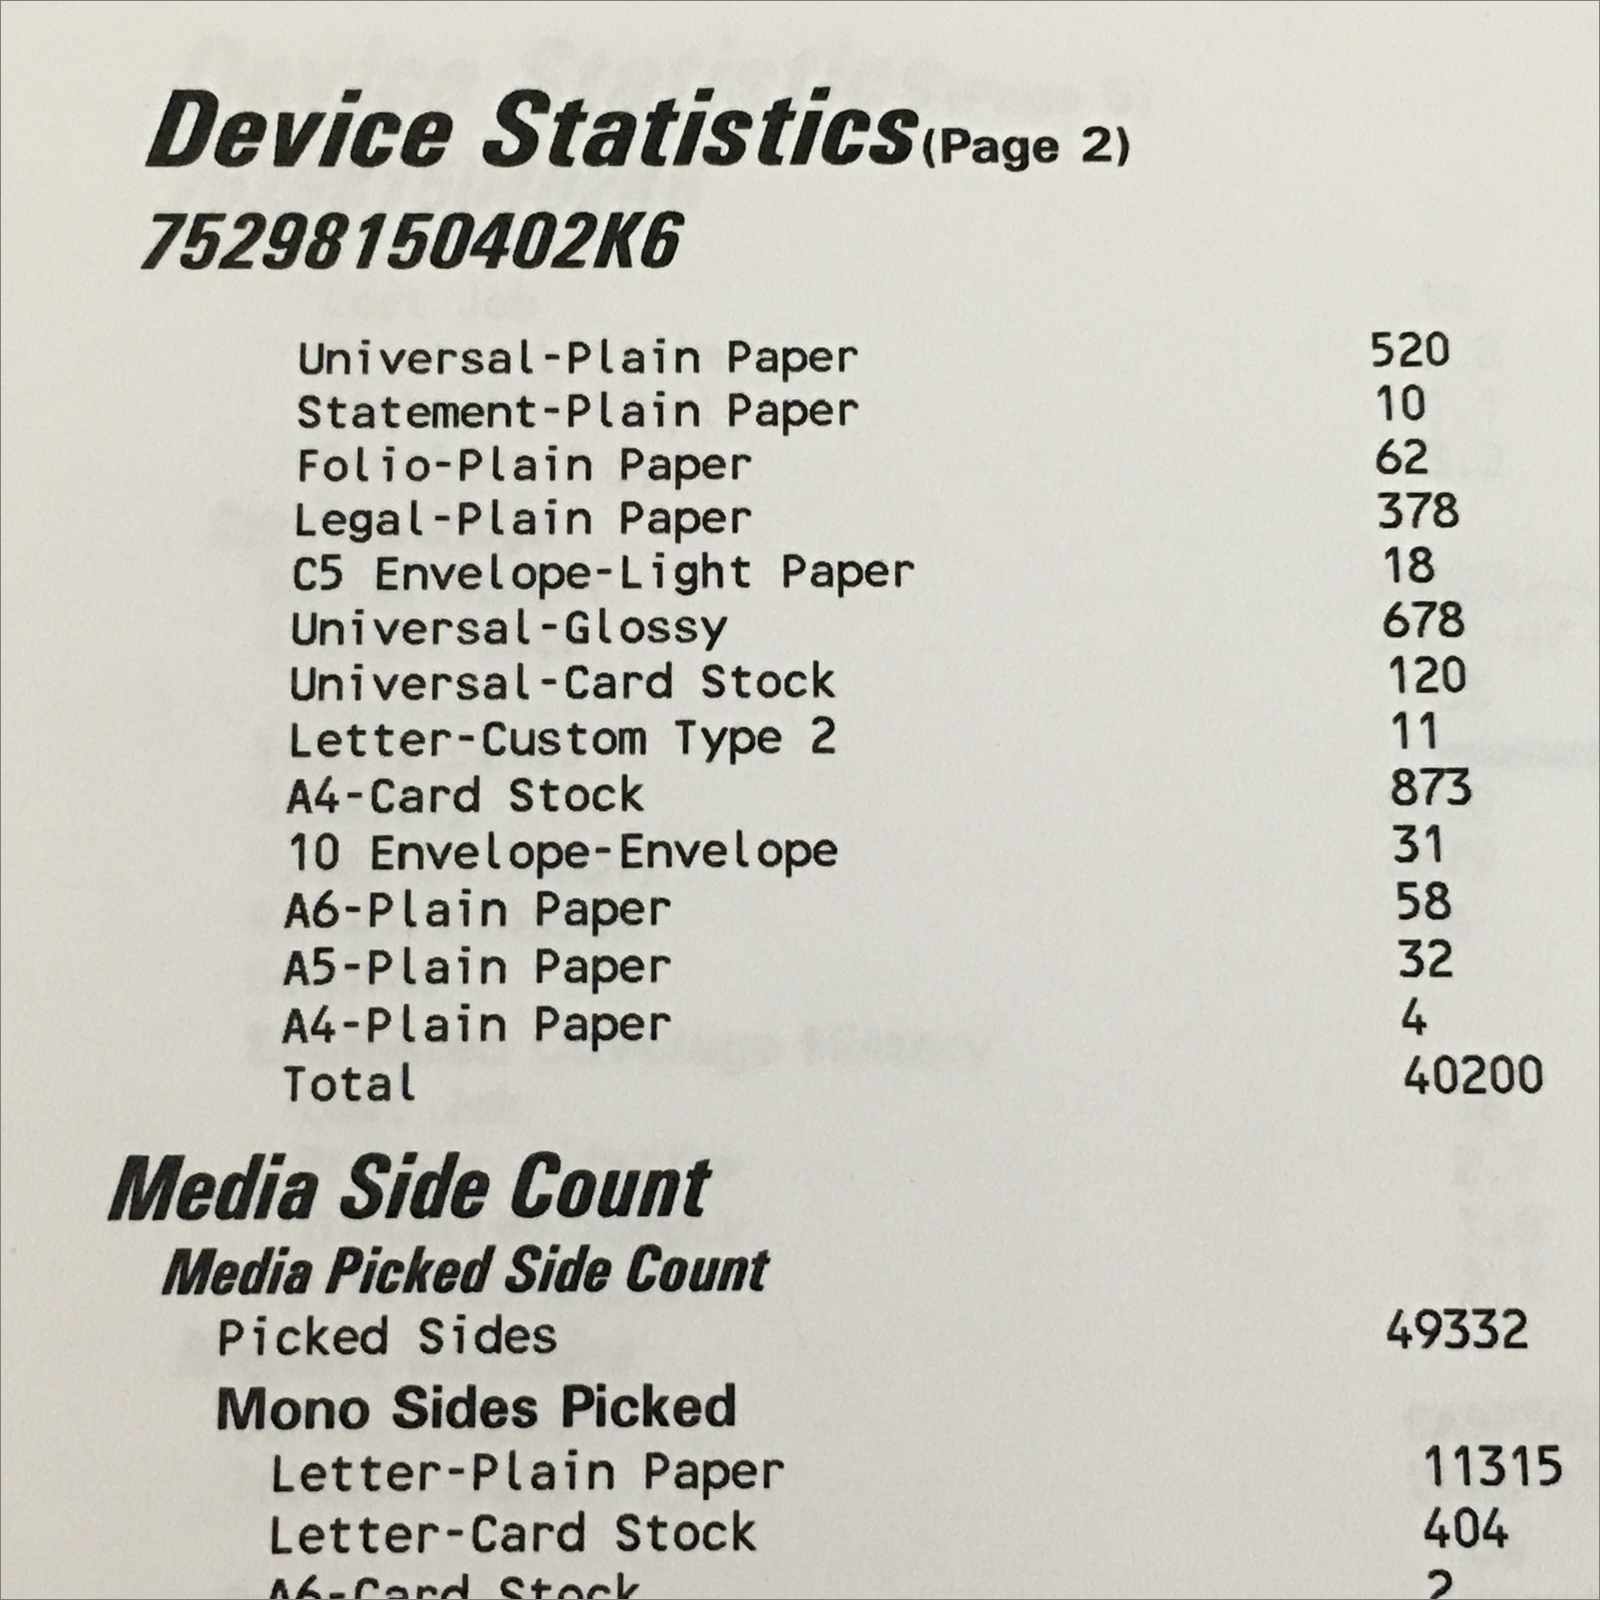 Device Statistics (Page 2)
75298150402K6
Universal-Plain Paper 520
Statement-Plain Paper 10
Folio-Plain Paper 62
Legal-Plain Paper 378
C5 Envelope-Light Paper 18
Universal-Glossy 678
Universal-Card Stock 120
Letter-Custom Type 2 11
A4-Card Stock 873
10 Envelope-Envelope 31
A6-Plain Paper 58
A5-Plain Paper 32
A4-Plain Paper 4
Total 40200
Media Side Count
Media Picked Side Count
Picked Sides 49332
Mono Sides Picked
Letter-Plain Paper 11315
Letter-Card Stock 404
A6-Card Stock 2